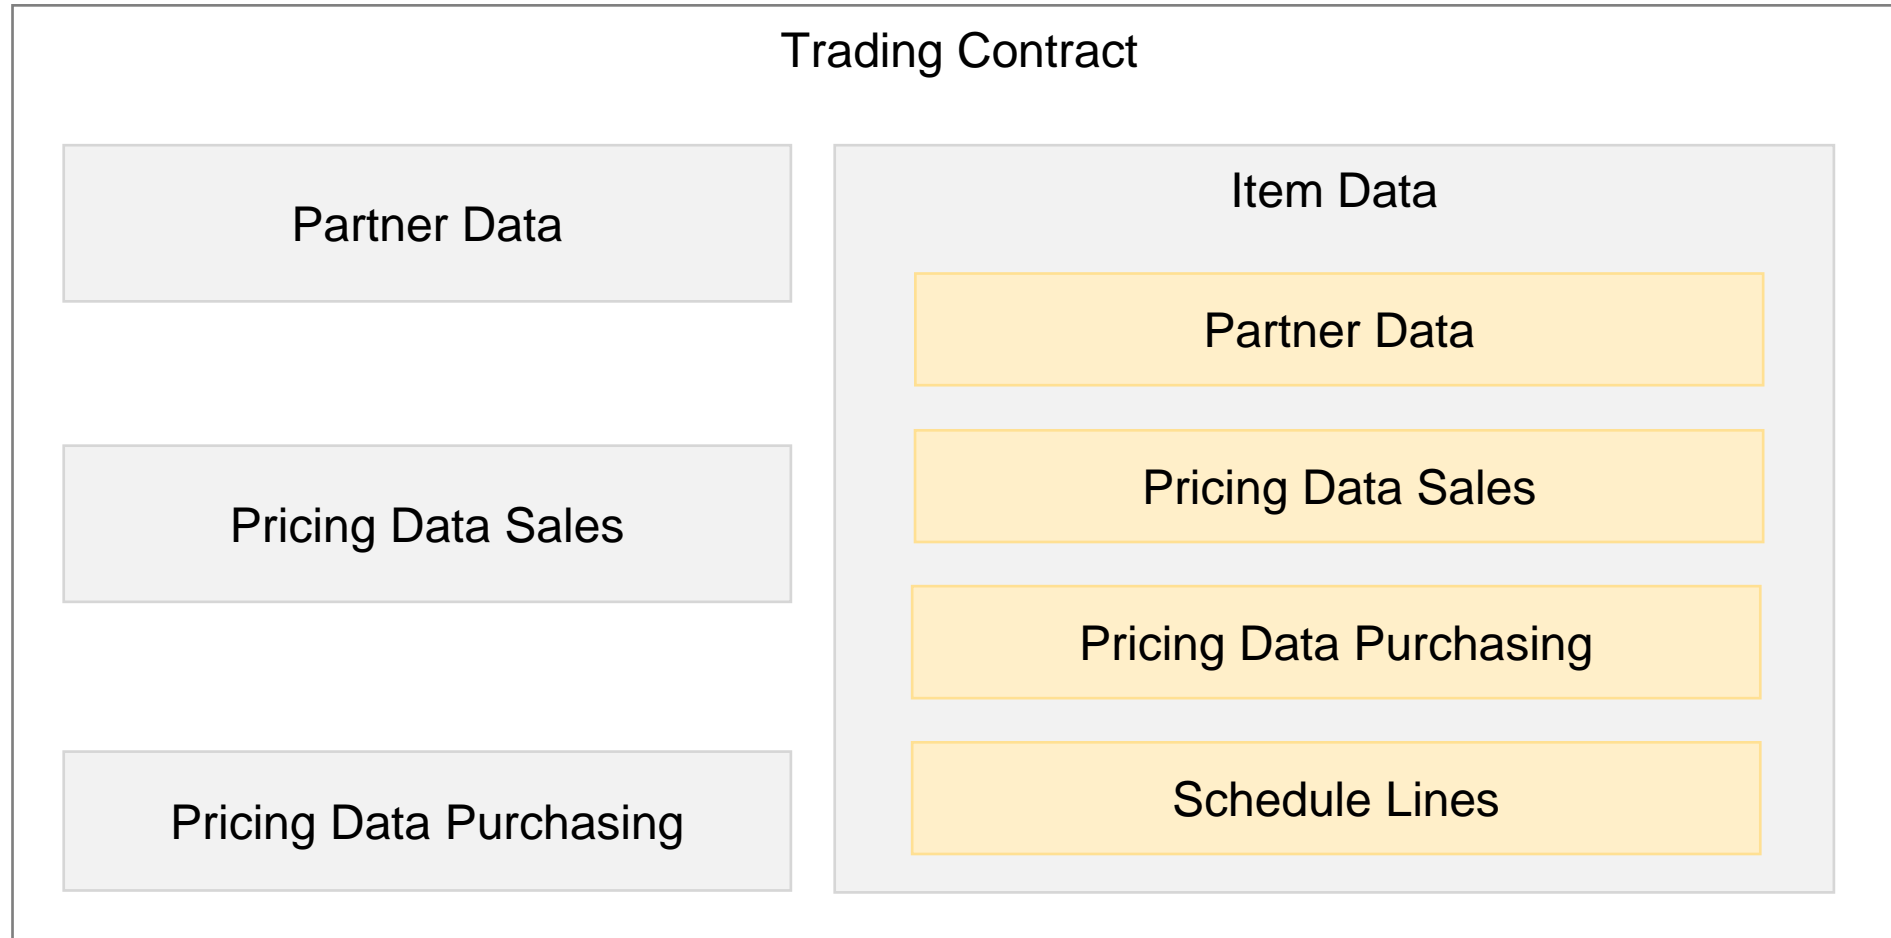 Trading Contract
Partner Data
Pricing Data Sales
Pricing Data Purchasing
Item Data
Partner Data
Pricing Data Sales
Pricing Data Purchasing
Schedule Lines